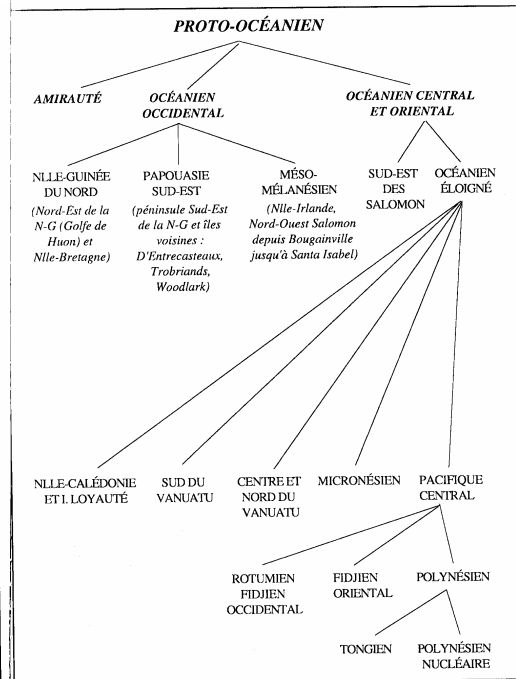 PROTO-OCÉANIEN
AMIRAUTÉ
OCÉANIEN
OCCIDENTAL
OCÉANIEN CENTRAL
ET ORIENTAL
NLLE-GUINÉE
DU NORD
(Nord-Est de la
N-G (Golfe de
Huon) et
Nlle-Bretagne)
PAPOUASIE
SUD-EST
(péninsule Sud-Est
de la N-G et îles
voisines :
D'Entrecasteaux,
Trobriands,
Woodlark)
MÉSO-
MÉLANÉSIEN
(Nlle-Irlande,
Nord-Ouest Salomon
depuis Bougainville
jusqu'à Santa Isabel)
SUD-EST
DES
SALOMON
OCÉANIEN
ÉLOIGNÉ
NLLE-CALÉDONIE
ET I. LOYAUTÉ
SUD DU
VANUATU
CENTRE ET
NORD DU
VANUATU
MICRONÉSIEN
PACIFIQUE
CENTRAL
ROTUMIEN
FIDJIEN
OCCIDENTAL
FIDJIEN
ORIENTAL
POLYNÉSIEN
TONGIEN
POLYNÉSIEN
NUCLÉAIRE